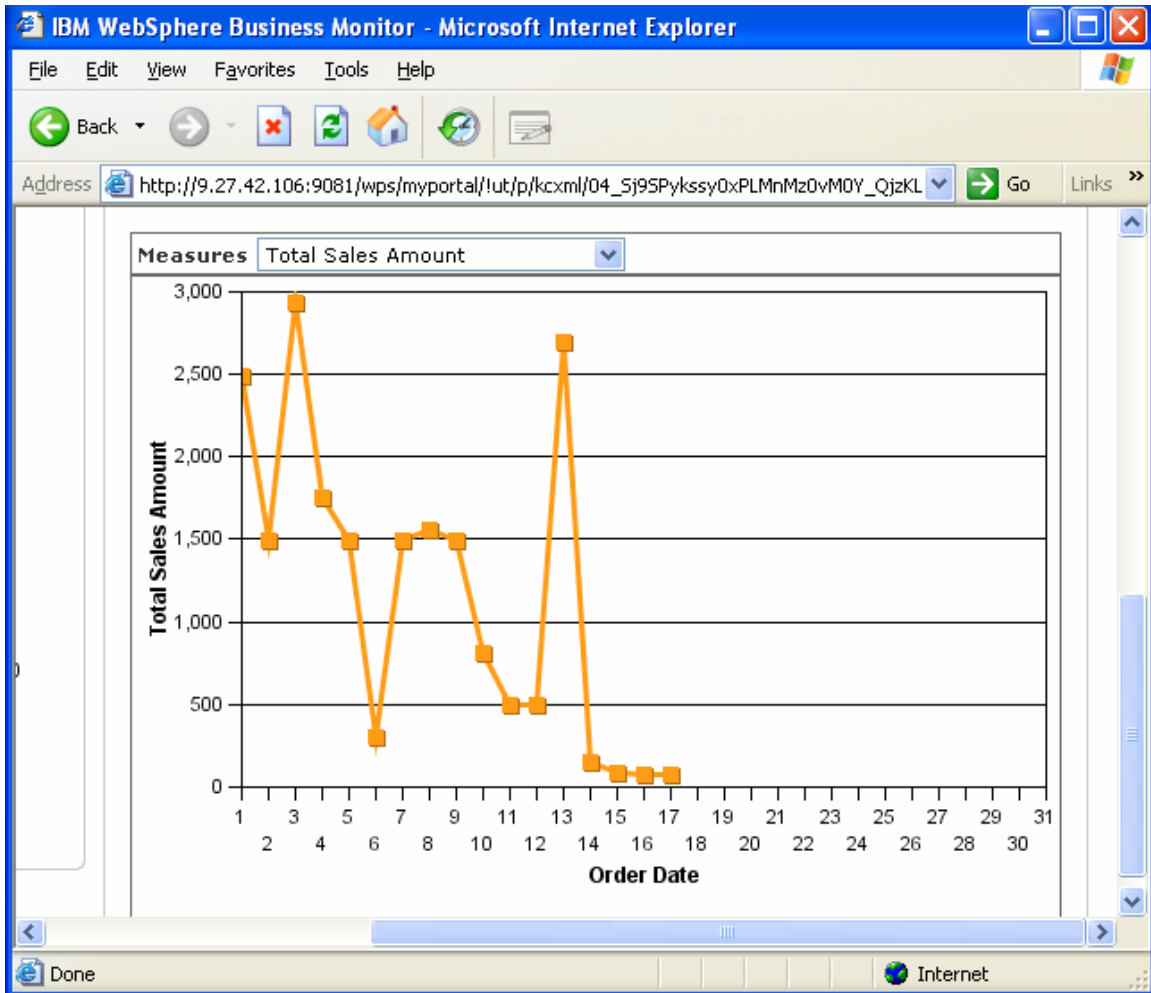 IBM WebSphere Business Monitor - Microsoft Internet Explorer
File Edit View Favorites Tools Help
Back
Address http://9.27.42.106:9081/wps/myportal/!ut/p/kcxml/04_Sj9SPykssy0xPLMnMz0vM0Y_QjzKL Go Links »
Measures Total Sales Amount
3,000
2,500
2,000
1,500
1,000
500
0
Total Sales Amount
1 3 5 7 9 11 13 15 17 19 21 23 25 27 29 31
2 4 6 8 10 12 14 16 18 20 22 24 26 28 30
Order Date
Done Internet